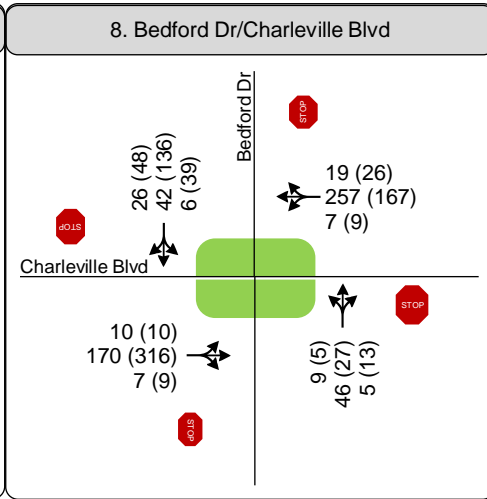 8. Bedford Dr/Charleville Blvd
Bedford Dr
STOP
26 (48)
42 (136)
6 (39)
19 (26)
257 (167)
7 (9)
STOP
Charleville Blvd
STOP
10 (10)
170 (316)
7 (9)
9 (5)
46 (27)
5 (13)
STOP